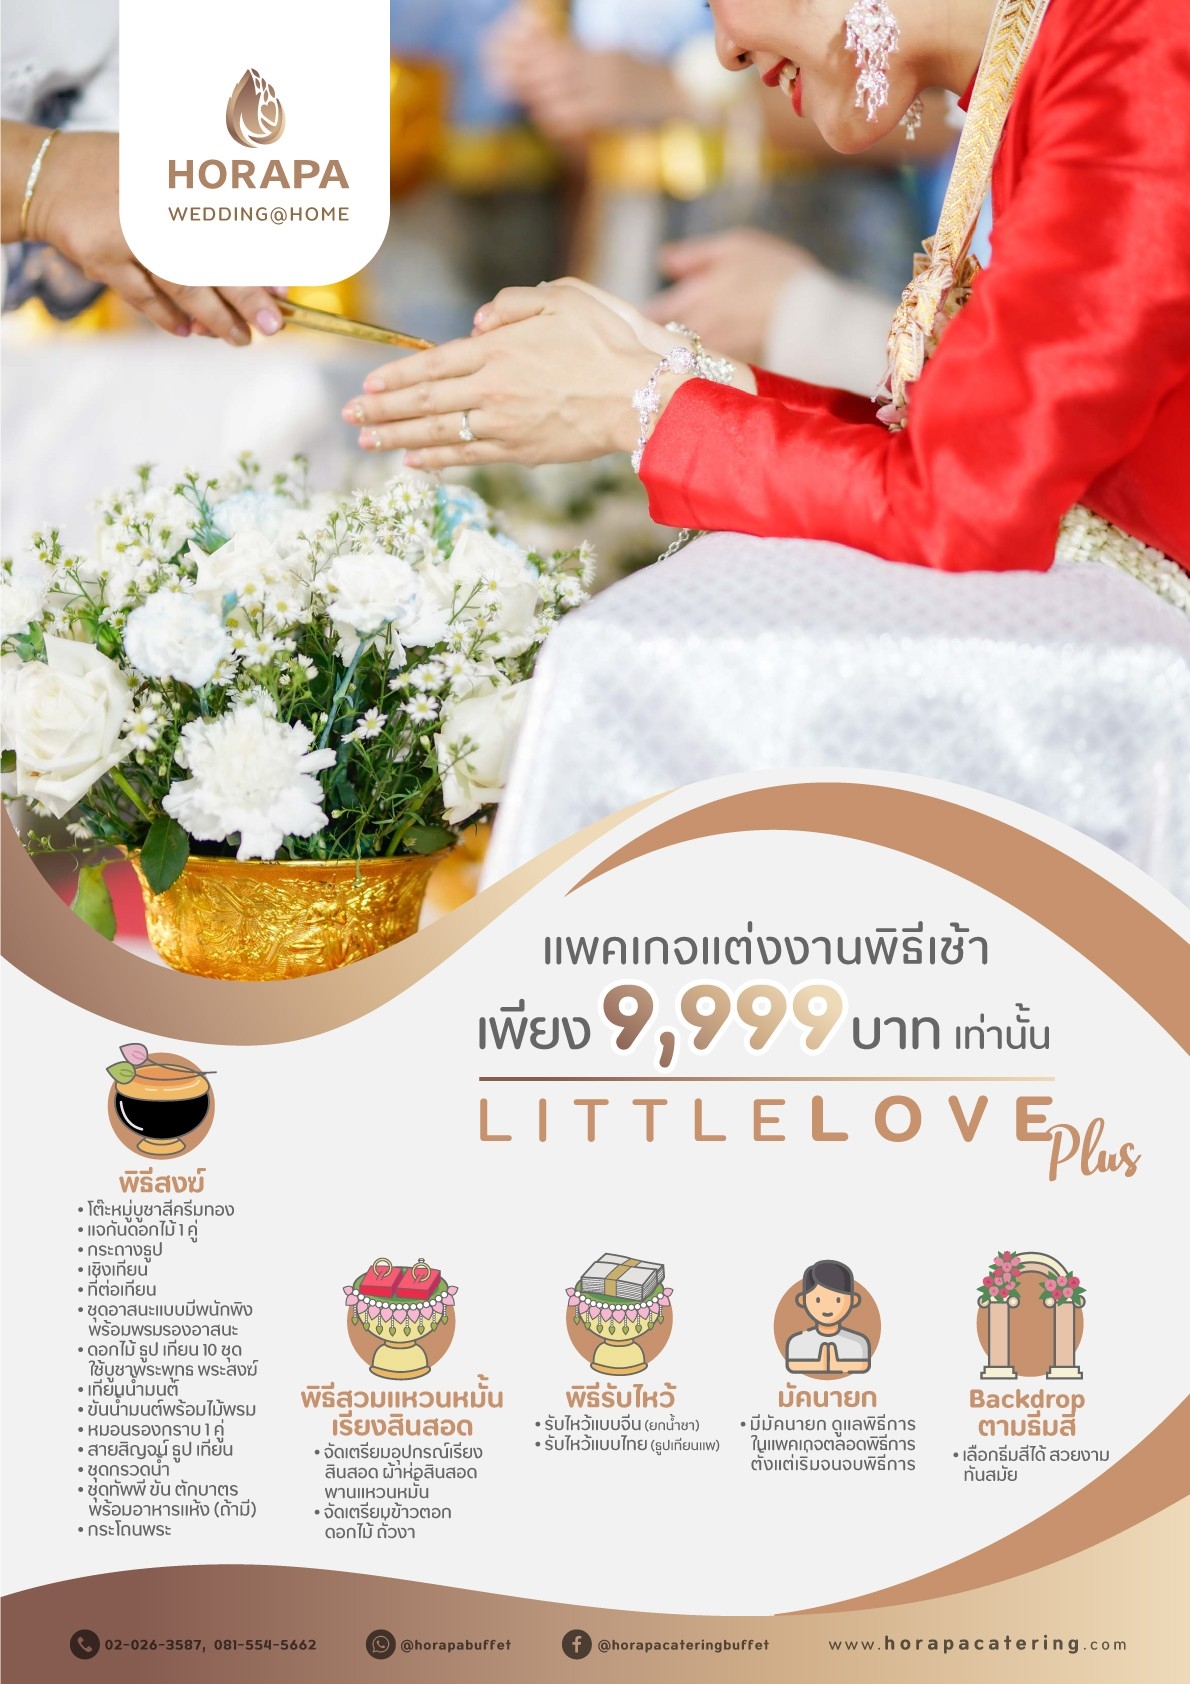 HORAPA
WEDDING@HOME
แพคเกจแต่งงานพิธีเช้า
เพียง 9,999 บาท เท่านั้น
LITTLELOVE
Plus
พิธีสงฆ์
• โต๊ะหมู่บูชาสีครีมทอง
• แจกันดอกไม้ 1 คู่
• กระถางธูป
• เชิงเทียน
• ที่ต่อเทียน
• ชุดอาสนะแบบมีพนักพิง
พร้อมพรมรองอาสนะ
• ดอกไม้ ธูป เทียน 10 ชุด
ใช้บูชาพระพุทธ พระสงฆ์
• เทียนน้ำมนต์
• ขันน้ำมนต์พร้อมไม้พรม
• หมอนรองกราบ 1 คู่
• สายสิญจน์ ธูป เทียน
• ชุดกรวดน้ำ
• ชุดทัพพี ขัน ตักบาตร
พร้อมอาหารแห้ง (ถ้ามี)
• กระโถนพระ
พิธีสวมแหวนหมั้น
เรียงสินสอด
• จัดเตรียมอุปกรณ์เรียง
สินสอด ผ้าห่อสินสอด
พานแหวนหมั้น
• จัดเตรียมข้าวตอก
ดอกไม้ ถั่วงา
พิธีรับไหว้
• รับไหว้แบบจีน (ยกน้ำชา)
• รับไหว้แบบไทย (ธูปเทียนแพ)
มัคนายก
• มีมัคนายก ดูแลพิธีการ
ในแพคเกจตลอดพิธีการ
ตั้งแต่เริ่มจนจบพิธีการ
Backdrop
ตามธีมสี
• เลือกธีมสีได้ สวยงาม
ทันสมัย
02-026-3587, 081-554-5662
@horapabuffet
@horapacateringbuffet
www.horapacatering.com